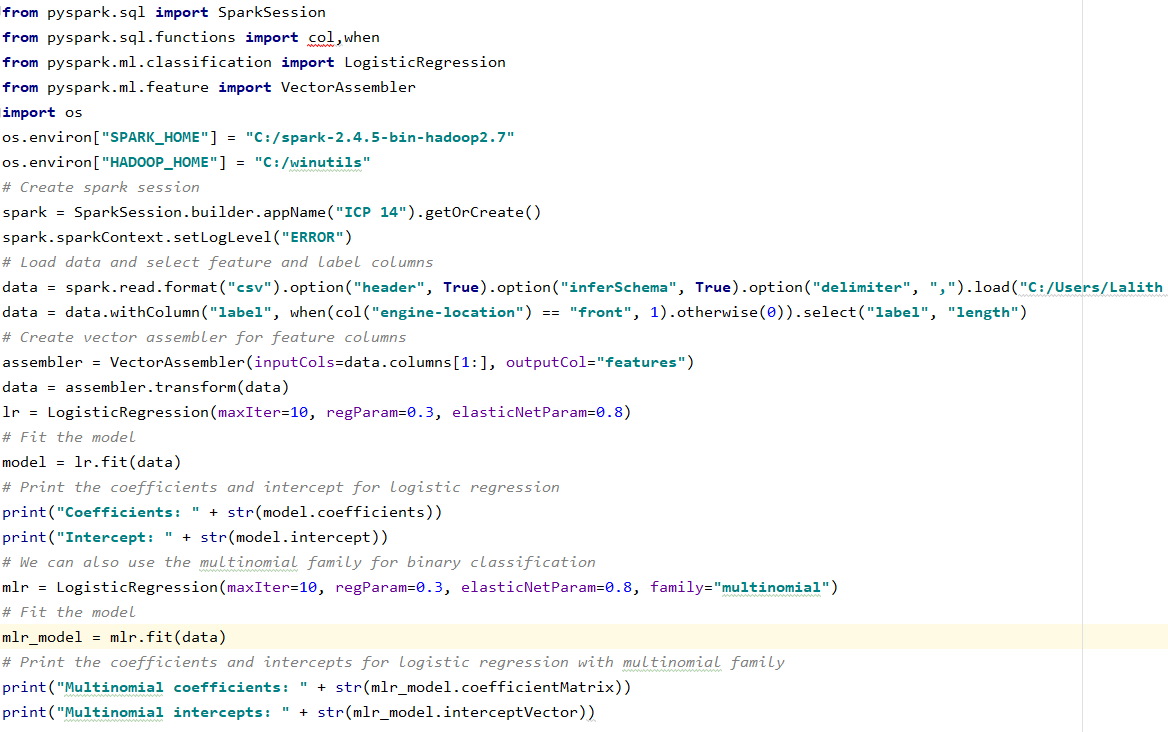 from pyspark.sql import SparkSession
from pyspark.sql.functions import col,when
from pyspark.ml.classification import LogisticRegression
from pyspark.ml.feature import VectorAssembler
import os
os.environ["SPARK_HOME"] = "C:/spark-2.4.5-bin-hadoop2.7"
os.environ["HADOOP_HOME"] = "C:/winutils"
# Create spark session
spark = SparkSession.builder.appName("ICP 14").getOrCreate()
spark.sparkContext.setLogLevel("ERROR")
# Load data and select feature and label columns
data = spark.read.format("csv").option("header", True).option("inferSchema", True).option("delimiter", ",").load("C:/Users/Lalith
data = data.withColumn("label", when(col("engine-location") == "front", 1).otherwise(0)).select("label", "length")
# Create vector assembler for feature columns
assembler = VectorAssembler(inputCols=data.columns[1:], outputCol="features")
data = assembler.transform(data)
lr = LogisticRegression(maxIter=10, regParam=0.3, elasticNetParam=0.8)
# Fit the model
model = lr.fit(data)
# Print the coefficients and intercept for logistic regression
print("Coefficients: " + str(model.coefficients))
print("Intercept: " + str(model.intercept))
# We can also use the multinomial family for binary classification
mlr = LogisticRegression(maxIter=10, regParam=0.3, elasticNetParam=0.8, family="multinomial")
# Fit the model
mlr_model = mlr.fit(data)
# Print the coefficients and intercepts for logistic regression with multinomial family
print("Multinomial coefficients: " + str(mlr_model.coefficientMatrix))
print("Multinomial intercepts: " + str(mlr_model.interceptVector))